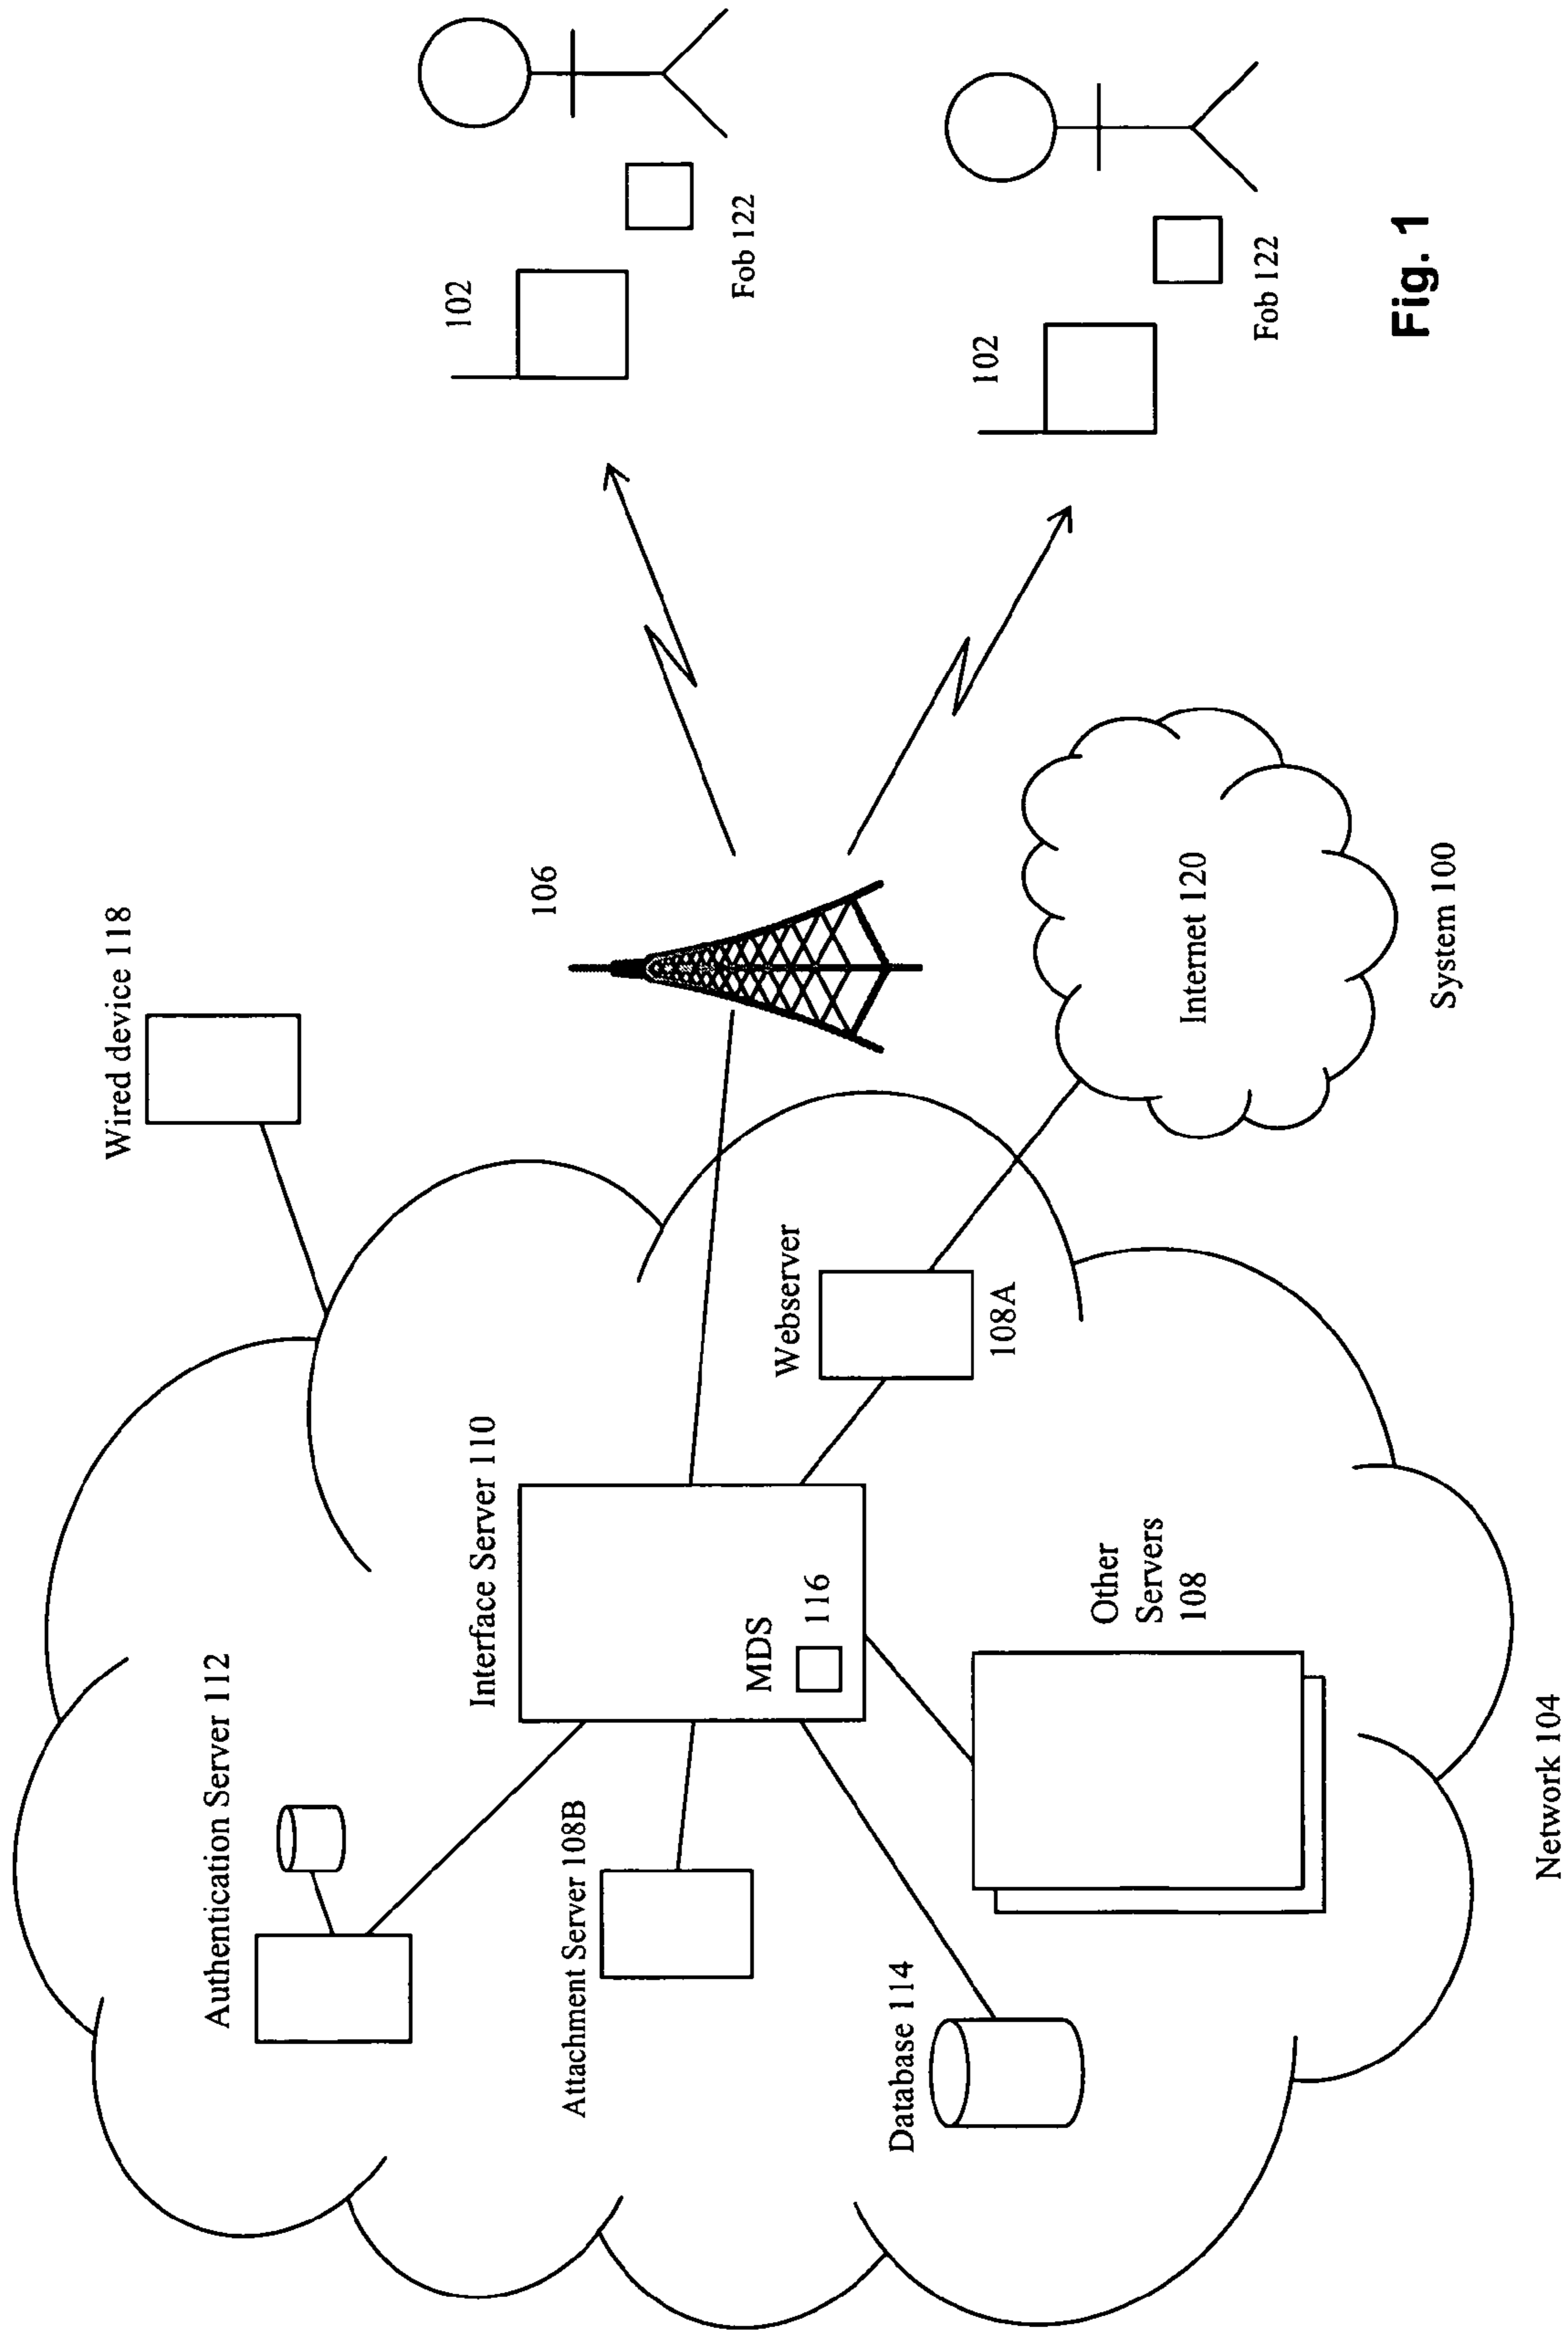 Wired device 118
102
Fob 122
106
Authentication Server 112
Interface Server 110
Attachment Server 108B
MDS
116
Webserver
108A
102
Fob 122
Internet 120
Database 114
Other
Servers
108
System 100
Network 104
Fig. 1